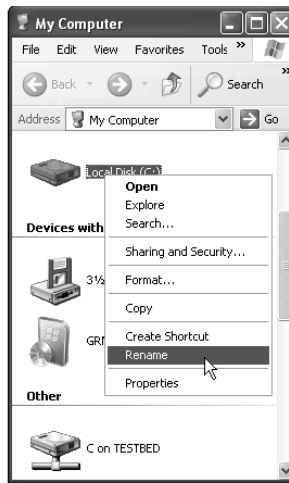 My Computer
File Edit View Favorites Tools »
Back Search »
Address My Computer Go
Local Disk (C:)
Open
Explore
Devices with
Search...
Sharing and Security...
3½
Format...
Copy
Create Shortcut
Rename
Properties
Other
C on TESTBED